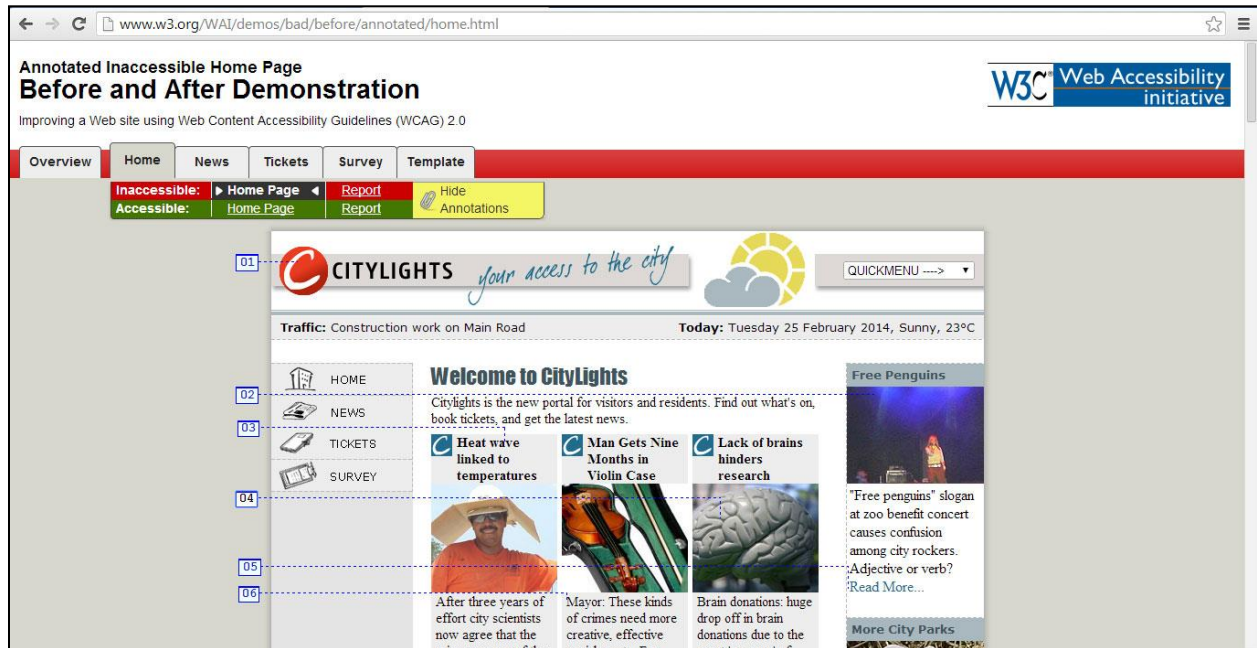 www.w3.org/WAI/demos/bad/before/annotated/home.html
Annotated Inaccessible Home Page
Before and After Demonstration
Improving a Web site using Web Content Accessibility Guidelines (WCAG) 2.0
W3C® Web Accessibility
initiative
Overview Home News Tickets Survey Template
Inaccessible: Home Page Report
Accessible: Home Page Report
Hide
Annotations
01
CITYLIGHTS your access to the city
QUICKMENU ---->
Traffic: Construction work on Main Road
Today: Tuesday 25 February 2014, Sunny, 23°C
HOME
02
NEWS
03
TICKETS
SURVEY
04
05
06
Welcome to CityLights
Citylights is the new portal for visitors and residents. Find out what's on,
book tickets, and get the latest news.
Heat wave
linked to
temperatures
After three years of
effort city scientists
now agree that the
Man Gets Nine
Months in
Violin Case
Mayor: These kinds
of crimes need more
creative, effective
Lack of brains
hinders
research
Brain donations: huge
drop off in brain
donations due to the
Free Penguins
"Free penguins" slogan
at zoo benefit concert
causes confusion
among city rockers.
Adjective or verb?
Read More...
More City Parks